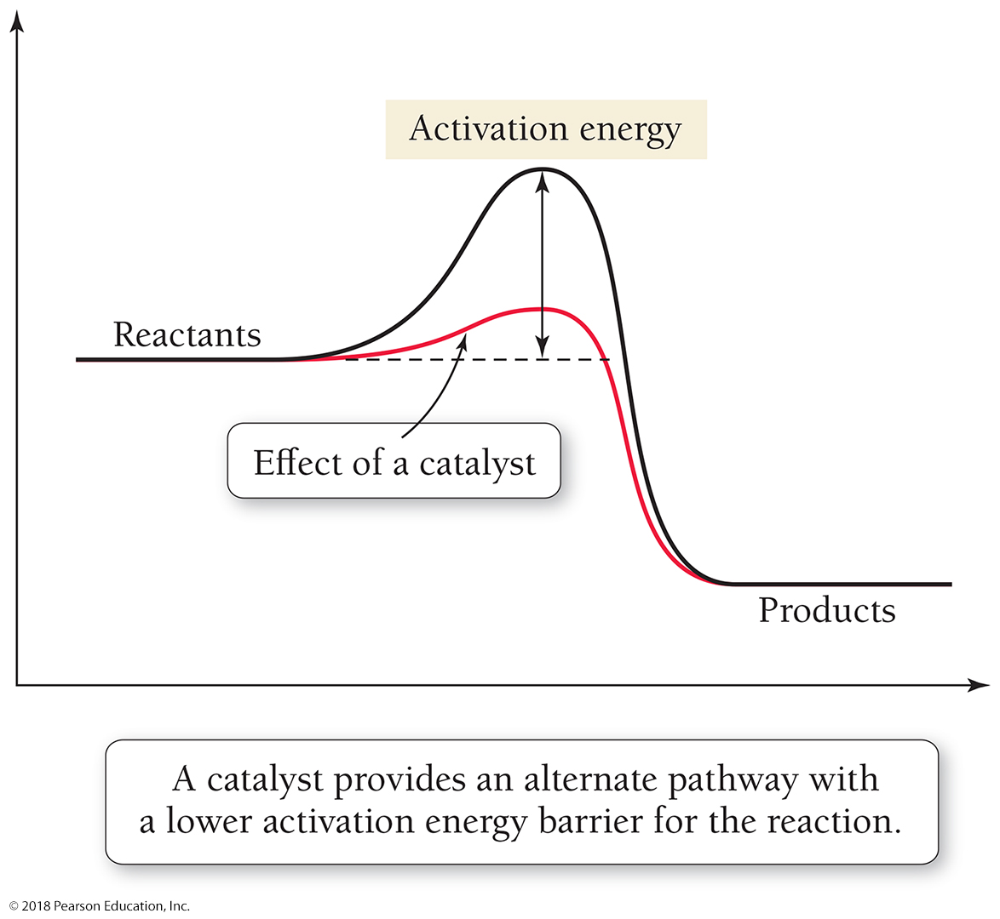 Activation energy
Reactants
Effect of a catalyst
Products
A catalyst provides an alternate pathway with
a lower activation energy barrier for the reaction.
© 2018 Pearson Education, Inc.